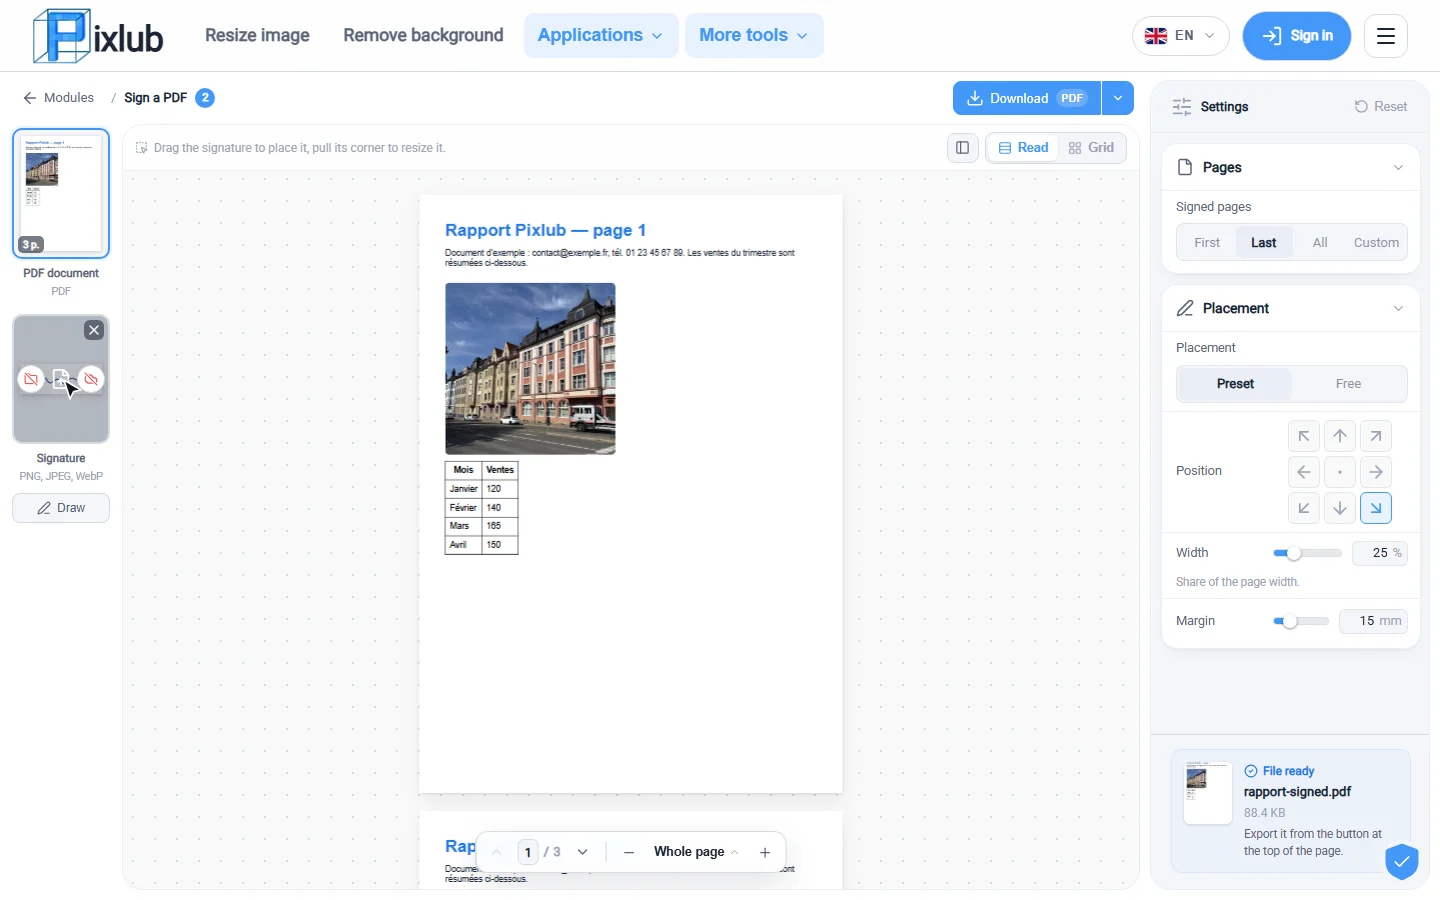 Pixlub
Resize image
Remove background
Applications
More tools
EN
Sign in
Modules / Sign a PDF 2
Download PDF
Settings
Reset
Rapport Pixlub — page 1
3 p.
PDF document
PDF
Signature
PNG, JPEG, WebP
Draw
Drag the signature to place it, pull its corner to resize it.
Read
Grid
Rapport Pixlub — page 1
Document d'exemple : contact@exemple.fr, tél. 01 23 45 67 89. Les ventes du trimestre sont
résumées ci-dessous.
Mois Ventes
Janvier 120
Février 140
Mars 165
Avril 150
Rap
Docume
ont
résumées ci-dessous.
1 / 3
Whole page
Pages
Signed pages
First Last All Custom
Placement
Placement
Preset Free
Position
Width 25 %
Share of the page width.
Margin 15 mm
File ready
rapport-signed.pdf
88.4 KB
Export it from the button at
the top of the page.